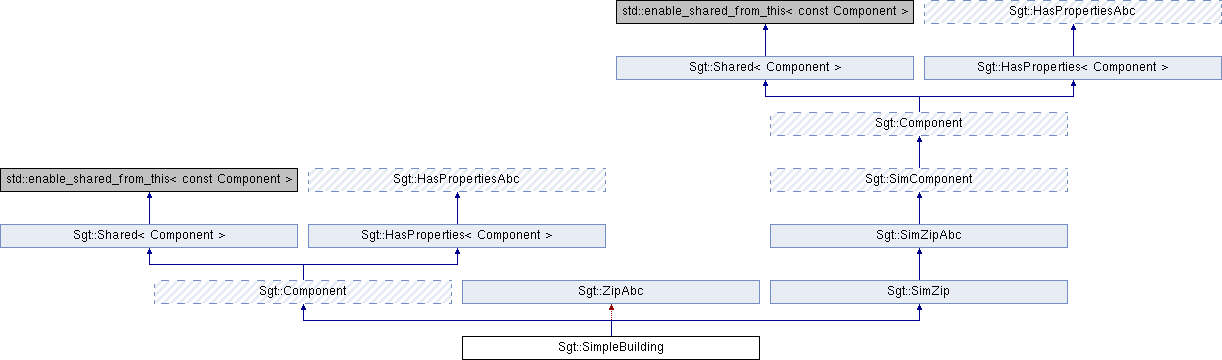 std::enable_shared_from_this< const Component > Sgt::HasPropertiesAbc
Sgt::Shared< Component > Sgt::HasProperties< Component >
Sgt::Component
std::enable_shared_from_this< const Component > Sgt::HasPropertiesAbc Sgt::SimComponent
Sgt::Shared< Component > Sgt::HasProperties< Component > Sgt::SimZipAbc
Sgt::Component Sgt::ZipAbc Sgt::SimZip
Sgt::SimpleBuilding